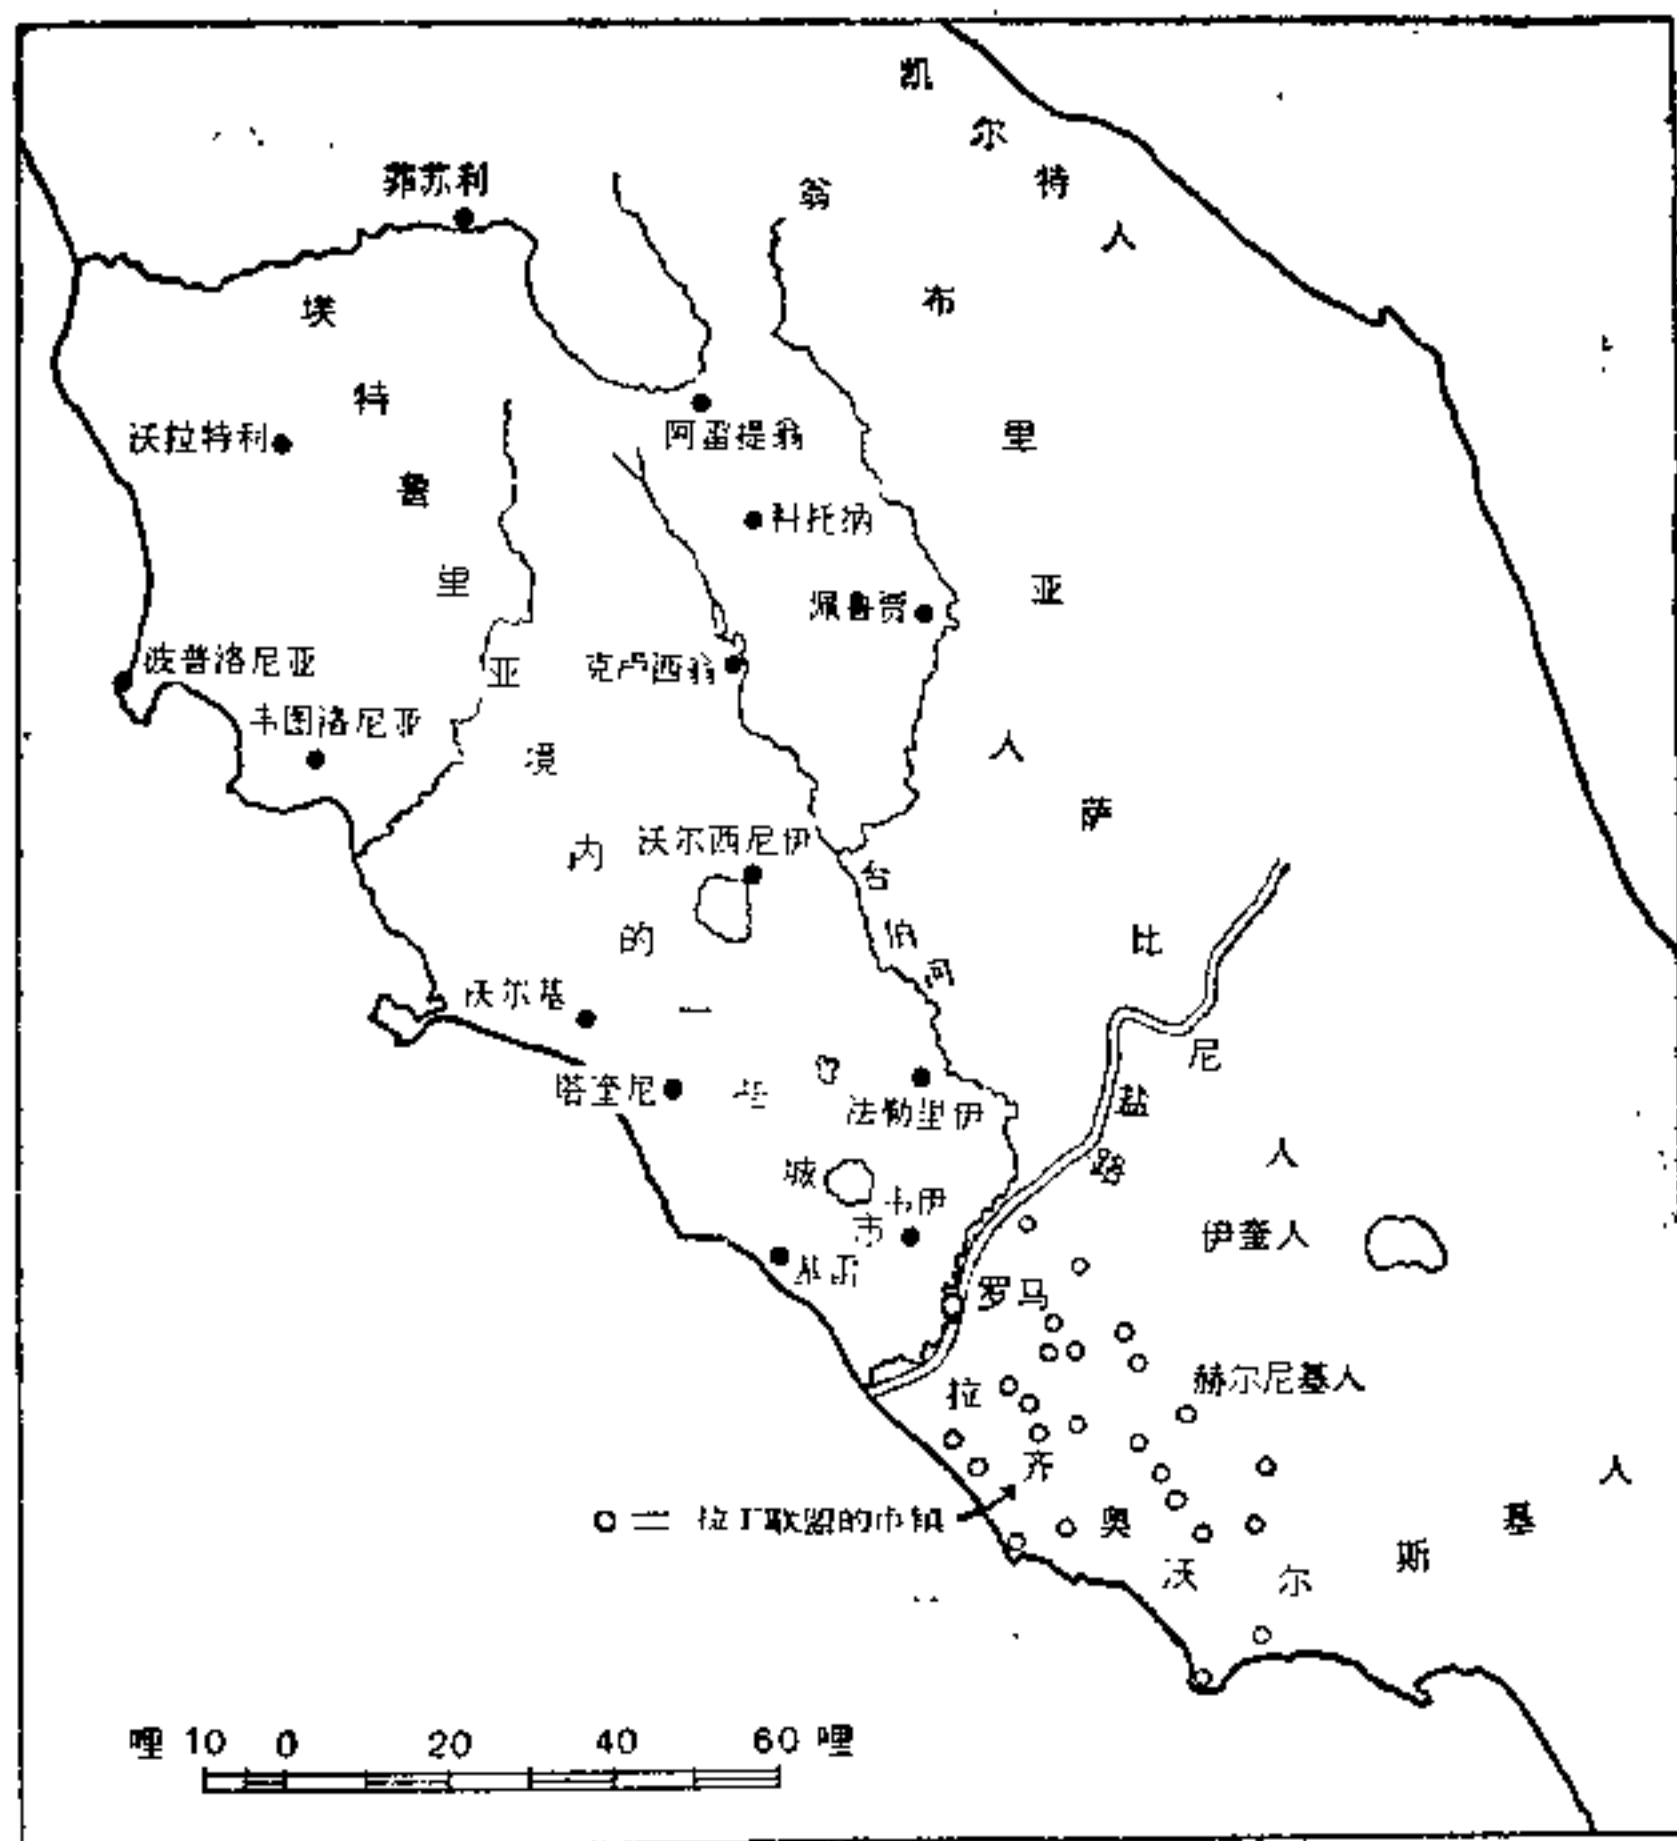 凯尔特人
翁布里亚人
菲苏利
埃特鲁里亚境内的一些城市
沃拉特利
阿雷提翁
科托纳
佩鲁贾
波普洛尼亚
克卢西翁
韦图洛尼亚
萨比尼人
沃尔西尼伊
台伯河
沃尔基
塔奎尼
法勒里伊
盐路
韦伊
伊奎人
基雷
罗马
赫尔尼基人
拉齐奥
〇 = 拉丁联盟的市镇
沃尔斯基人
哩 10 0 20 40 60 哩